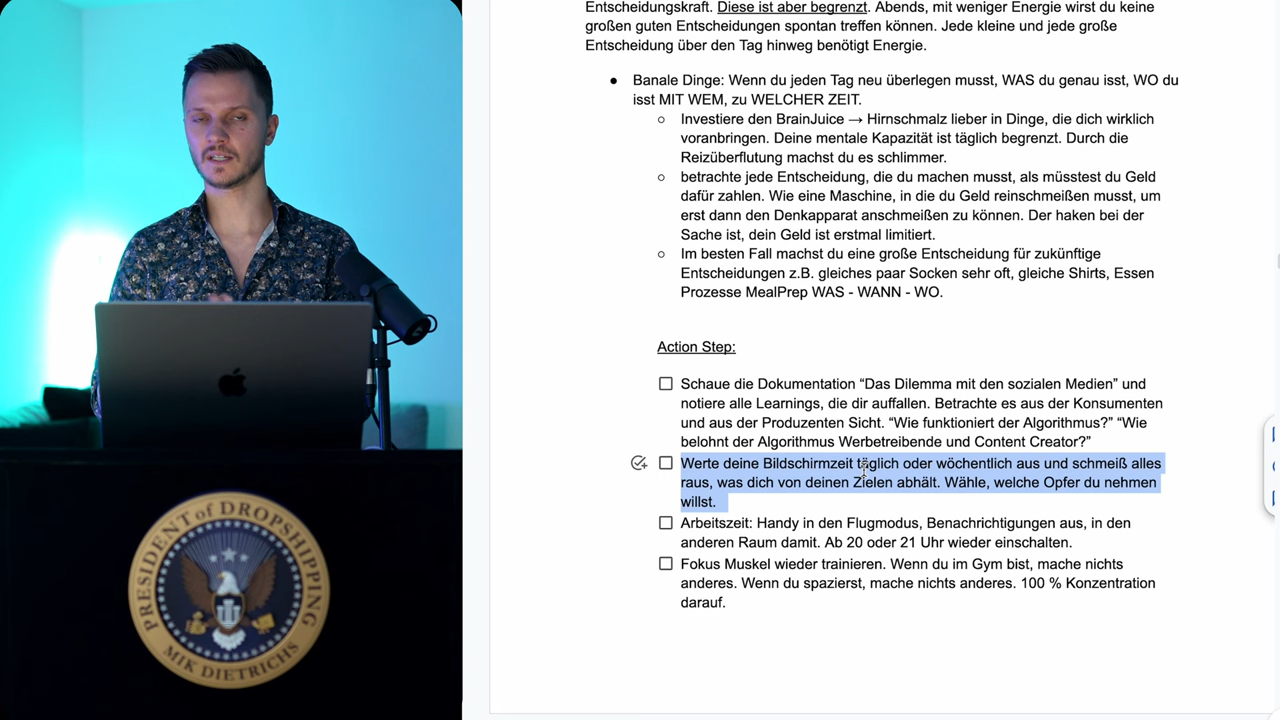 Entscheidungskraft. Diese ist aber begrenzt. Abends, mit weniger Energie wirst du keine
großen guten Entscheidungen spontan treffen können. Jede kleine und jede große
Entscheidung über den Tag hinweg benötigt Energie.
● Banale Dinge: Wenn du jeden Tag neu überlegen musst, WAS du genau isst, WO du
isst MIT WEM, zu WELCHER ZEIT.
○ Investiere den BrainJuice → Hirnschmalz lieber in Dinge, die dich wirklich
voranbringen. Deine mentale Kapazität ist täglich begrenzt. Durch die
Reizüberflutung machst du es schlimmer.
○ betrachte jede Entscheidung, die du machen musst, als müsstest du Geld
dafür zahlen. Wie eine Maschine, in die du Geld reinschmeißen musst, um
erst dann den Denkapparat anschmeißen zu können. Der haken bei der
Sache ist, dein Geld ist erstmal limitiert.
○ Im besten Fall machst du eine große Entscheidung für zukünftige
Entscheidungen z.B. gleiches paar Socken sehr oft, gleiche Shirts, Essen
Prozesse MealPrep WAS - WANN - WO.
Action Step:
Schaue die Dokumentation “Das Dilemma mit den sozialen Medien” und
notiere alle Learnings, die dir auffallen. Betrachte es aus der Konsumenten
und aus der Produzenten Sicht. “Wie funktioniert der Algorithmus?” “Wie
belohnt der Algorithmus Werbetreibende und Content Creator?”
Werte deine Bildschirmzeit täglich oder wöchentlich aus und schmeiß alles
raus, was dich von deinen Zielen abhält. Wähle, welche Opfer du nehmen
willst.
Arbeitszeit: Handy in den Flugmodus, Benachrichtigungen aus, in den
anderen Raum damit. Ab 20 oder 21 Uhr wieder einschalten.
Fokus Muskel wieder trainieren. Wenn du im Gym bist, mache nichts
anderes. Wenn du spazierst, mache nichts anderes. 100 % Konzentration
darauf.
PRESIDENT of DROPSHIPPING
MIK DIETRICHS